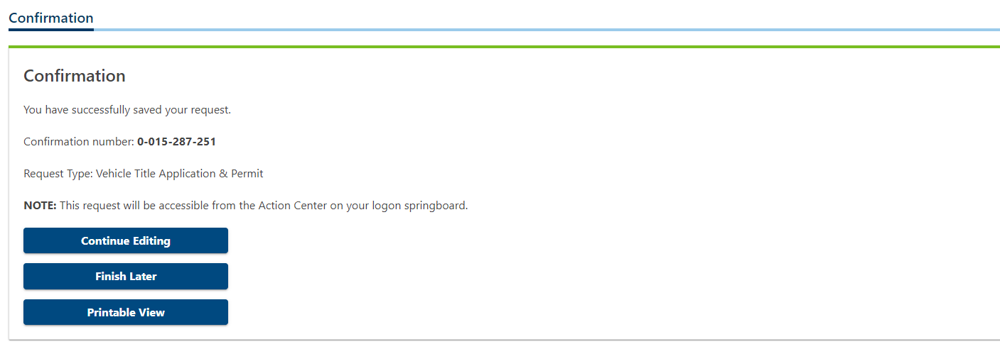 Confirmation
Confirmation
You have successfully saved your request.
Confirmation number: 0-015-287-251
Request Type: Vehicle Title Application & Permit
NOTE: This request will be accessible from the Action Center on your logon springboard.
Continue Editing
Finish Later
Printable View